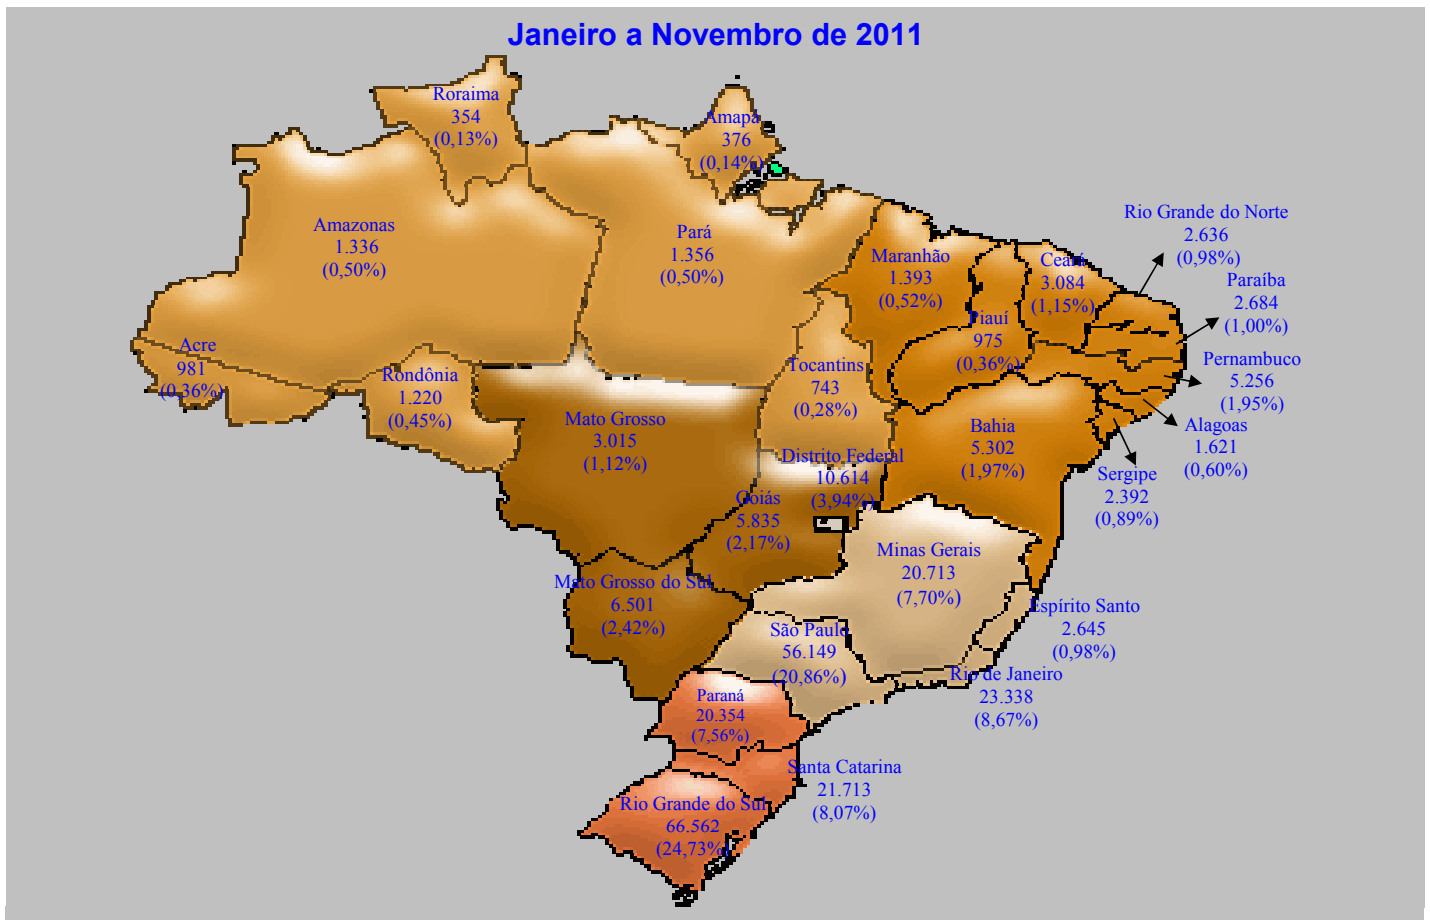 Janeiro a Novembro de 2011
Roraima
354
(0,13%)
Amapá
376
(0,14%)
Amazonas
1.336
(0,50%)
Pará
1.356
(0,50%)
Maranhão
1.393
(0,52%)
Ceará
3.084
(1,15%)
Rio Grande do Norte
2.636
(0,98%)
Paraíba
2.684
(1,00%)
Piauí
975
(0,36%)
Pernambuco
5.256
(1,95%)
Acre
981
(0,36%)
Rondônia
1.220
(0,45%)
Tocantins
743
(0,28%)
Mato Grosso
3.015
(1,12%)
Bahia
5.302
(1,97%)
Alagoas
1.621
(0,60%)
Sergipe
2.392
(0,89%)
Distrito Federal
10.614
(3,94%)
Goiás
5.835
(2,17%)
Minas Gerais
20.713
(7,70%)
Mato Grosso do Sul
6.501
(2,42%)
Espírito Santo
2.645
(0,98%)
São Paulo
56.149
(20,86%)
Rio de Janeiro
23.338
(8,67%)
Paraná
20.354
(7,56%)
Santa Catarina
21.713
(8,07%)
Rio Grande do Sul
66.562
(24,73%)